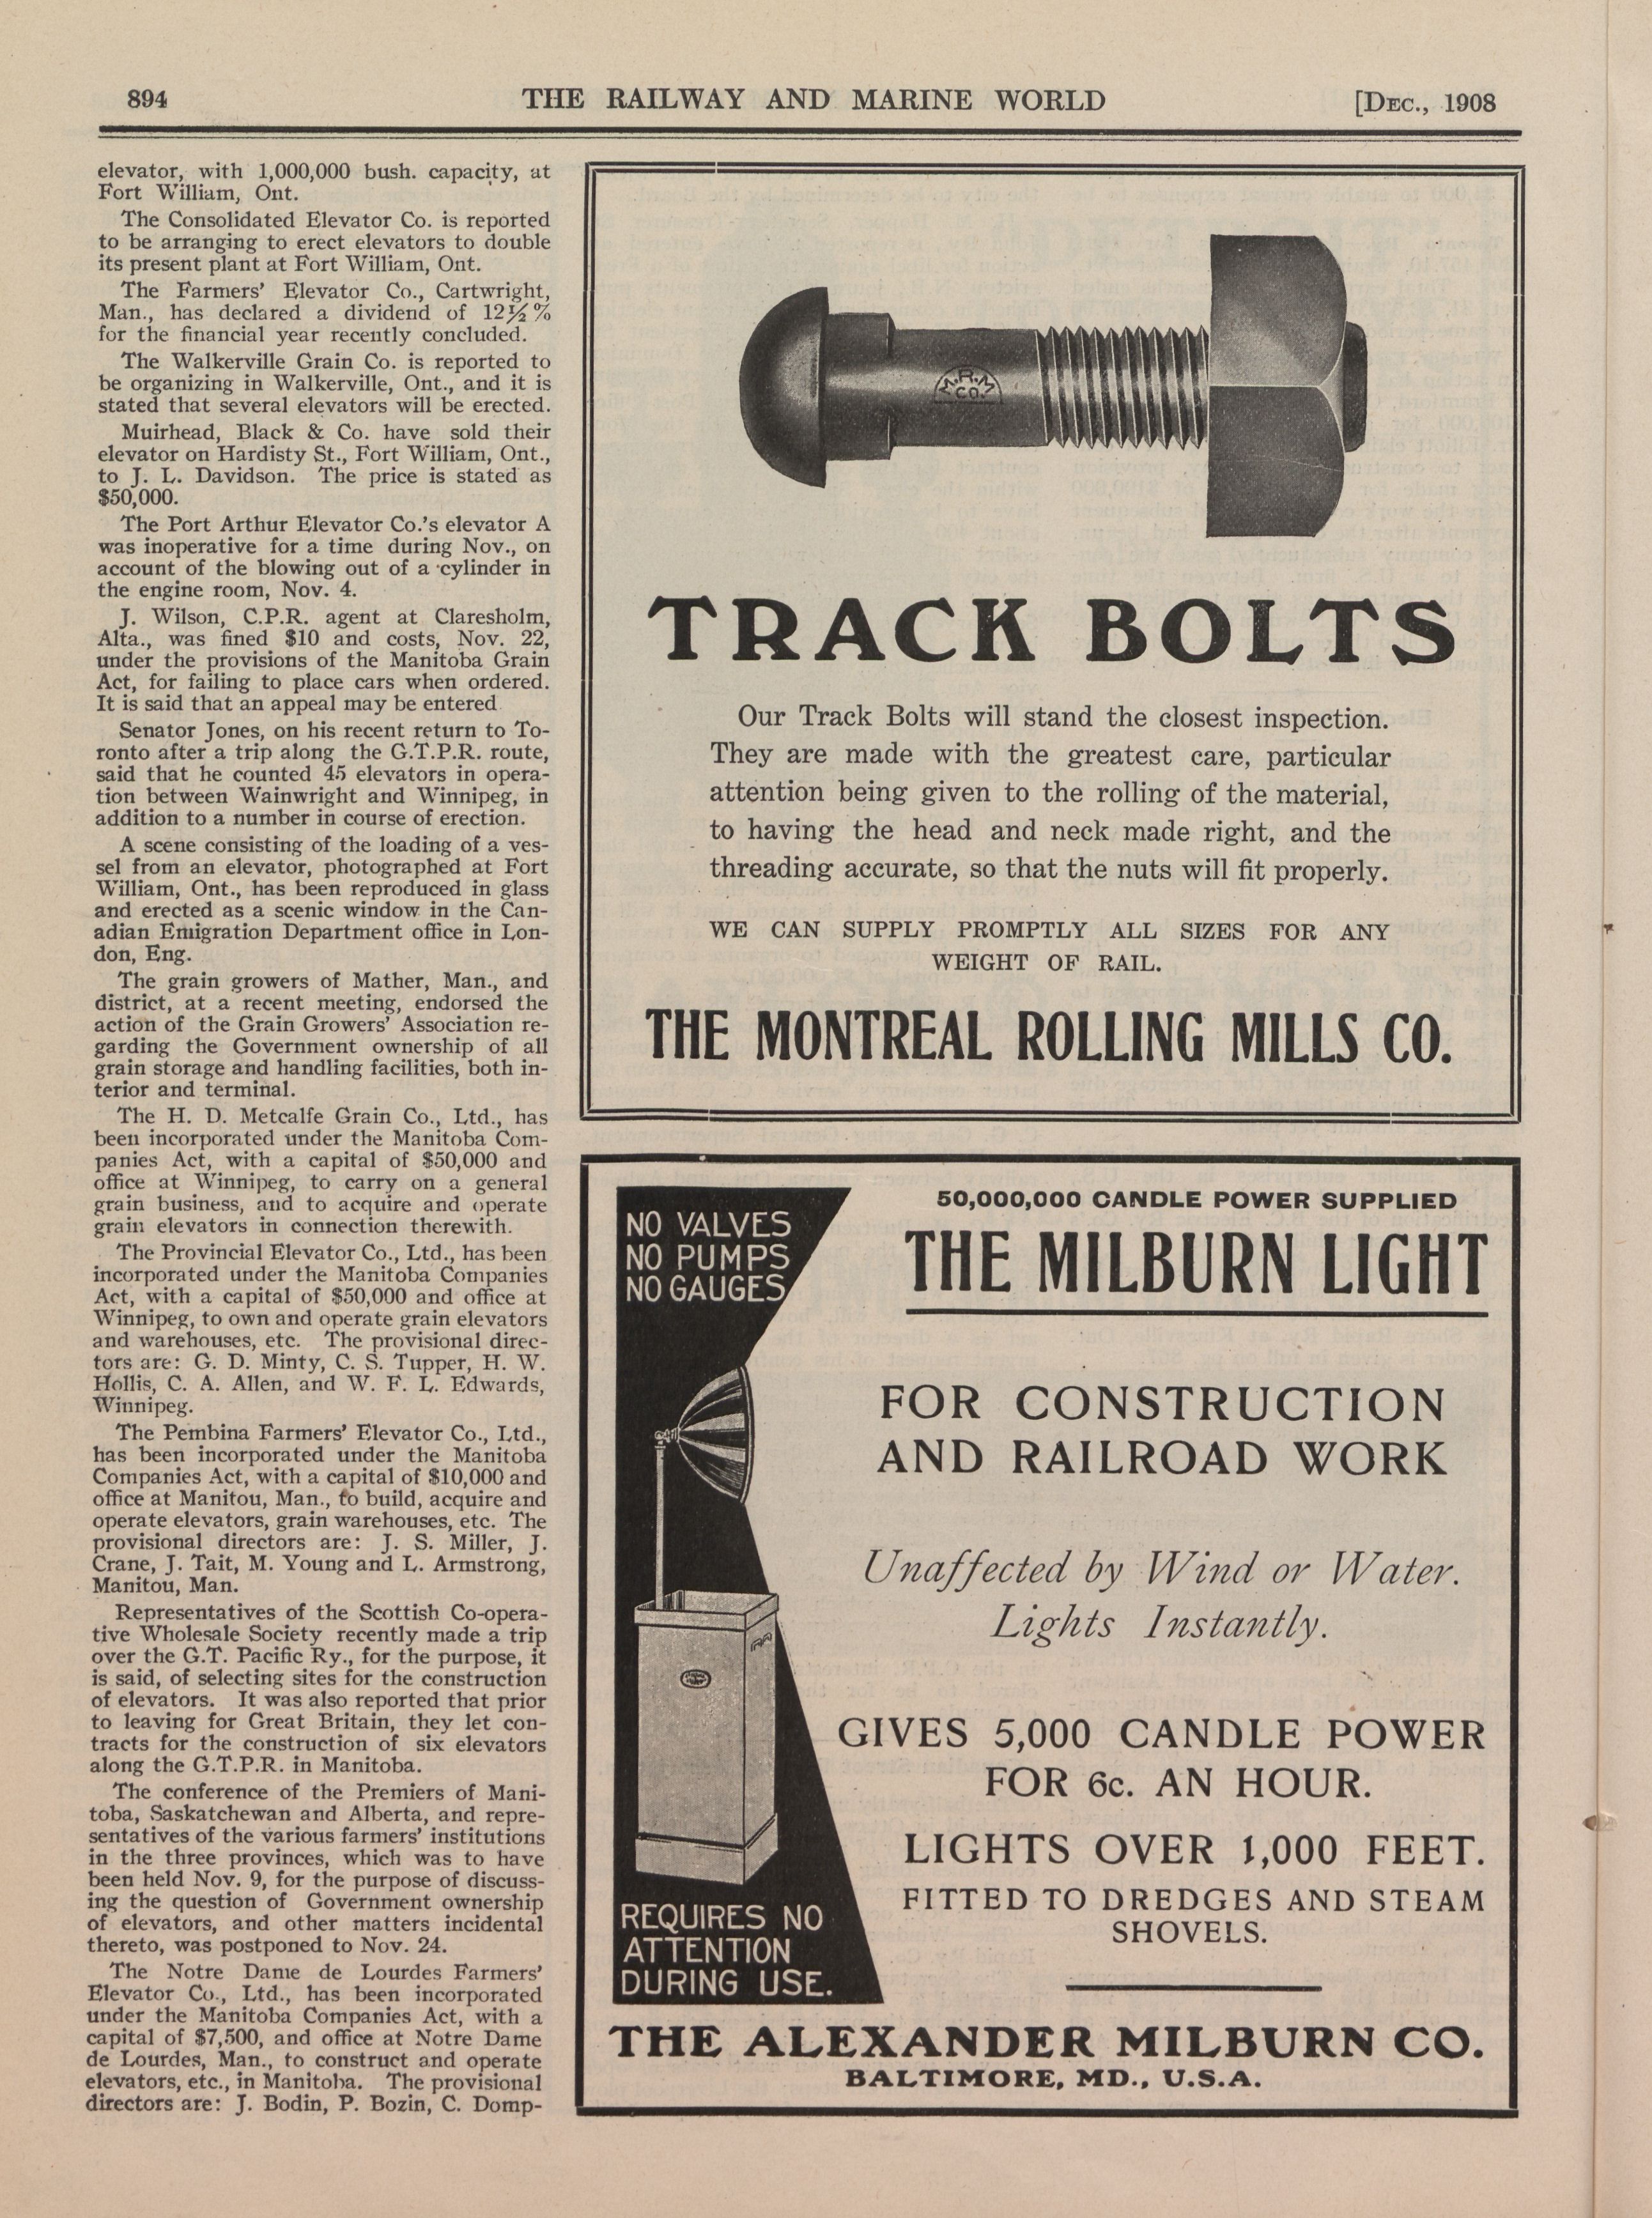 894
THE RAILWAY AND MARINE WORLD
[DEC., 1908
elevator, with 1,000,000 bush. capacity, at
Fort William, Ont.
The Consolidated Elevator Co. is reported
to be arranging to erect elevators to double
its present plant at Fort William, Ont.
The Farmers' Elevator Co., Cartwright,
Man., has declared a dividend of 12½%
for the financial year recently concluded.
The Walkerville Grain Co. is reported to
be organizing in Walkerville, Ont., and it is
stated that several elevators will be erected.
Muirhead, Black & Co. have sold their
elevator on Hardisty St., Fort William, Ont.,
to J. L. Davidson. The price is stated as
$50,000.
The Port Arthur Elevator Co.'s elevator A
was inoperative for a time during Nov., on
account of the blowing out of a cylinder in
the engine room, Nov. 4.
J. Wilson, C.P.R. agent at Claresholm,
Alta., was fined $10 and costs, Nov. 22,
under the provisions of the Manitoba Grain
Act, for failing to place cars when ordered.
It is said that an appeal may be entered
Senator Jones, on his recent return to To-
ronto after a trip along the G.T.P.R. route,
said that he counted 45 elevators in opera-
tion between Wainwright and Winnipeg, in
addition to a number in course of erection.
A scene consisting of the loading of a ves-
sel from an elevator, photographed at Fort
William, Ont., has been reproduced in glass
and erected as a scenic window in the Can-
adian Emigration Department office in Lon-
don, Eng.
The grain growers of Mather, Man., and
district, at a recent meeting, endorsed the
action of the Grain Growers' Association re-
garding the Government ownership of all
grain storage and handling facilities, both in-
terior and terminal.
The H. D. Metcalfe Grain Co., Ltd., has
been incorporated under the Manitoba Com-
panies Act, with a capital of $50,000 and
office at Winnipeg, to carry on a general
grain business, and to acquire and operate
grain elevators in connection therewith.
The Provincial Elevator Co., Ltd., has been
incorporated under the Manitoba Companies
Act, with a capital of $50,000 and office at
Winnipeg, to own and operate grain elevators
and warehouses, etc. The provisional direc-
tors are: G. D. Minty, C. S. Tupper, H. W.
Hollis, C. A. Allen, and W. F. L. Edwards,
Winnipeg.
The Pembina Farmers' Elevator Co., Ltd.,
has been incorporated under the Manitoba
Companies Act, with a capital of $10,000 and
office at Manitou, Man., to build, acquire and
operate elevators, grain warehouses, etc. The
provisional directors are: J. S. Miller, J.
Crane, J. Tait, M. Young and L. Armstrong,
Manitou, Man.
Representatives of the Scottish Co-opera-
tive Wholesale Society recently made a trip
over the G.T. Pacific Ry., for the purpose, it
is said, of selecting sites for the construction
of elevators. It was also reported that prior
to leaving for Great Britain, they let con-
tracts for the construction of six elevators
along the G.T.P.R. in Manitoba.
The conference of the Premiers of Mani-
toba, Saskatchewan and Alberta, and repre-
sentatives of the various farmers' institutions
in the three provinces, which was to have
been held Nov. 9, for the purpose of discuss-
ing the question of Government ownership
of elevators, and other matters incidental
thereto, was postponed to Nov. 24.
The Notre Dame de Lourdes Farmers'
Elevator Co., Ltd., has been incorporated
under the Manitoba Companies Act, with a
capital of $7,500, and office at Notre Dame
de Lourdes, Man., to construct and operate
elevators, etc., in Manitoba. The provisional
directors are: J. Bodin, P. Bozin, C. Domp-
M.R.M
CO.
TRACK BOLTS
Our Track Bolts will stand the closest inspection.
They are made with the greatest care, particular
attention being given to the rolling of the material,
to having the head and neck made right, and the
threading accurate, so that the nuts will fit properly.
WE CAN SUPPLY PROMPTLY ALL SIZES FOR ANY
WEIGHT OF RAIL.
THE MONTREAL ROLLING MILLS CO.
NO VALVES
NO PUMPS
NO GAUGES
50,000,000 CANDLE POWER SUPPLIED
THE MILBURN LIGHT
FOR CONSTRUCTION
AND RAILROAD WORK
Unaffected by Wind or Water.
Lights Instantly.
GIVES 5,000 CANDLE POWER
FOR 6c. AN HOUR.
LIGHTS OVER 1,000 FEET.
FITTED TO DREDGES AND STEAM
SHOVELS.
REQUIRES NO
ATTENTION
DURING USE.
THE ALEXANDER MILBURN CO.
BALTIMORE, MD., U.S.A.